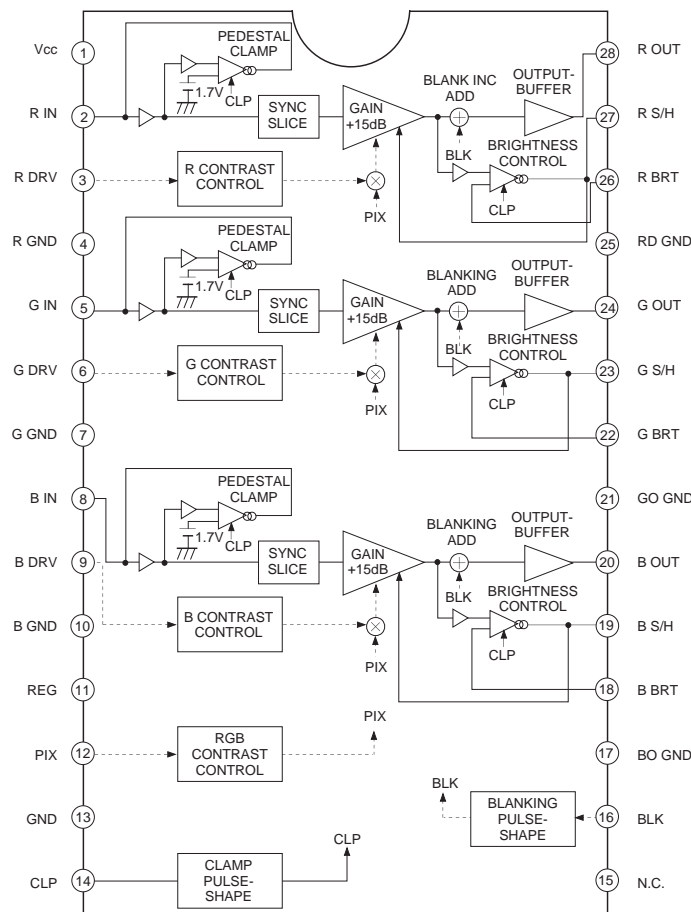 Vcc
1
PEDESTAL
CLAMP
1.7V
CLP
BLANK INC
ADD
OUTPUT-
BUFFER
28
R OUT
R IN
2
SYNC
SLICE
GAIN
+15dB
27
R S/H
BLK
BRIGHTNESS
CONTROL
R DRV
3
R CONTRAST
CONTROL
PIX
CLP
26
R BRT
R GND
4
25
RD GND
PEDESTAL
CLAMP
1.7V
CLP
BLANKING
ADD
OUTPUT-
BUFFER
G IN
5
SYNC
SLICE
GAIN
+15dB
24
G OUT
BLK
BRIGHTNESS
CONTROL
G DRV
6
G CONTRAST
CONTROL
PIX
CLP
23
G S/H
G GND
7
22
G BRT
B IN
8
PEDESTAL
CLAMP
1.7V
CLP
21
GO GND
BLANKING
ADD
OUTPUT-
BUFFER
B DRV
9
SYNC
SLICE
GAIN
+15dB
20
B OUT
BLK
BRIGHTNESS
CONTROL
B GND
10
B CONTRAST
CONTROL
PIX
CLP
19
B S/H
REG
11
18
B BRT
PIX
PIX
12
RGB
CONTRAST
CONTROL
17
BO GND
BLK
GND
13
BLANKING
PULSE-
SHAPE
16
BLK
CLP
CLP
14
CLAMP
PULSE-
SHAPE
15
N.C.